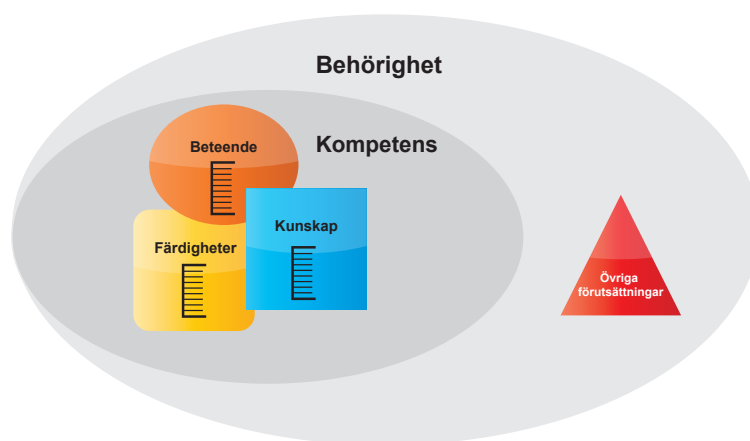 Behörighet
Kompetens
Beteende
Kunskap
Färdigheter
Övriga
förutsättningar